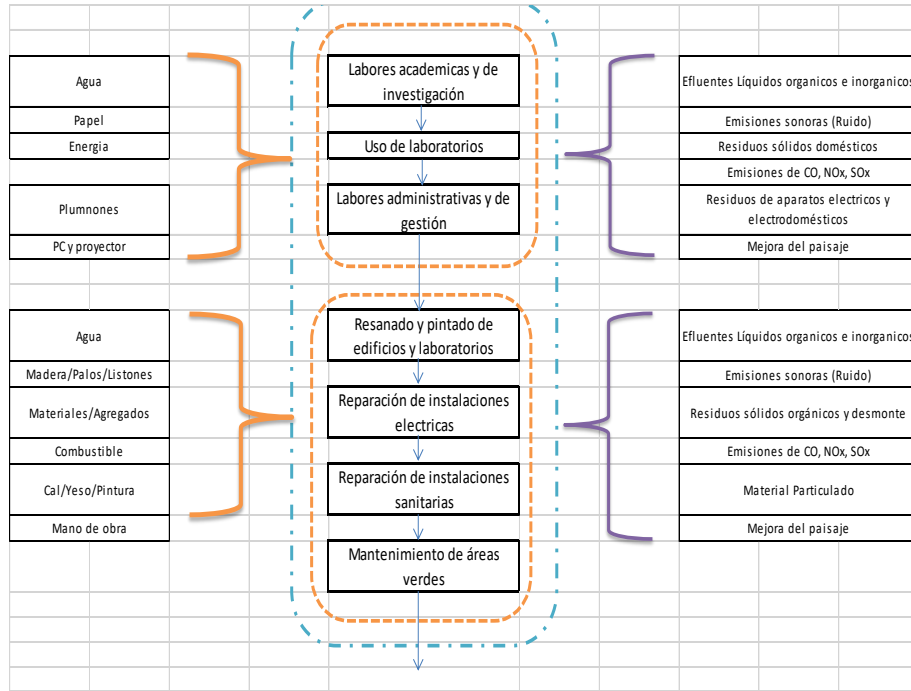 Agua
Papel
Energia
Plumnones
PC y proyector
Labores academicas y de
investigación
Uso de laboratorios
Labores administrativas y de
gestión
Efluentes Líquidos organicos e inorganicos
Emisiones sonoras (Ruido)
Residuos sólidos domésticos
Emisiones de CO, NOx, SOx
Residuos de aparatos electricos y
electrodomésticos
Mejora del paisaje
Agua
Madera/Palos/Listones
Materiales/Agregados
Combustible
Cal/Yeso/Pintura
Mano de obra
Resanado y pintado de
edificios y laboratorios
Reparación de instalaciones
electricas
Reparación de instalaciones
sanitarias
Mantenimiento de áreas
verdes
Efluentes Líquidos organicos e inorganicos
Emisiones sonoras (Ruido)
Residuos sólidos orgánicos y desmonte
Emisiones de CO, NOx, SOx
Material Particulado
Mejora del paisaje